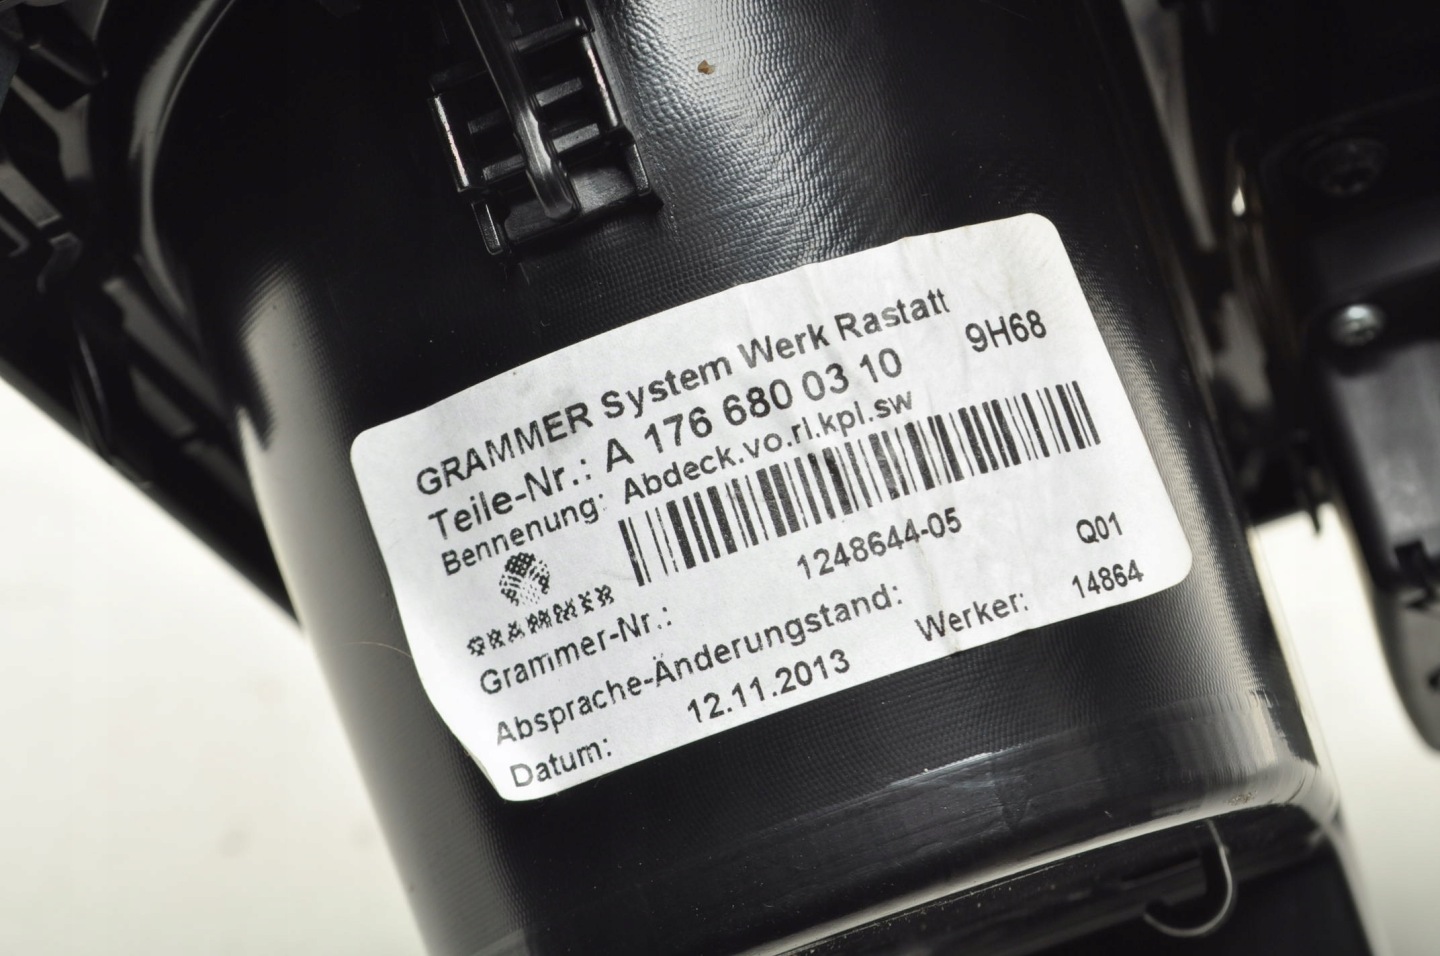 GRAMMER System Werk Rastatt
Teile-Nr.: A 176 680 03 10 9H68
Bennenung: Abdeck.vo.rl.kpl.sw
GRAMMER
Grammer-Nr.: 1248644-05
Absprache-Änderungstand: Q01
Datum: 12.11.2013 Werker: 14864